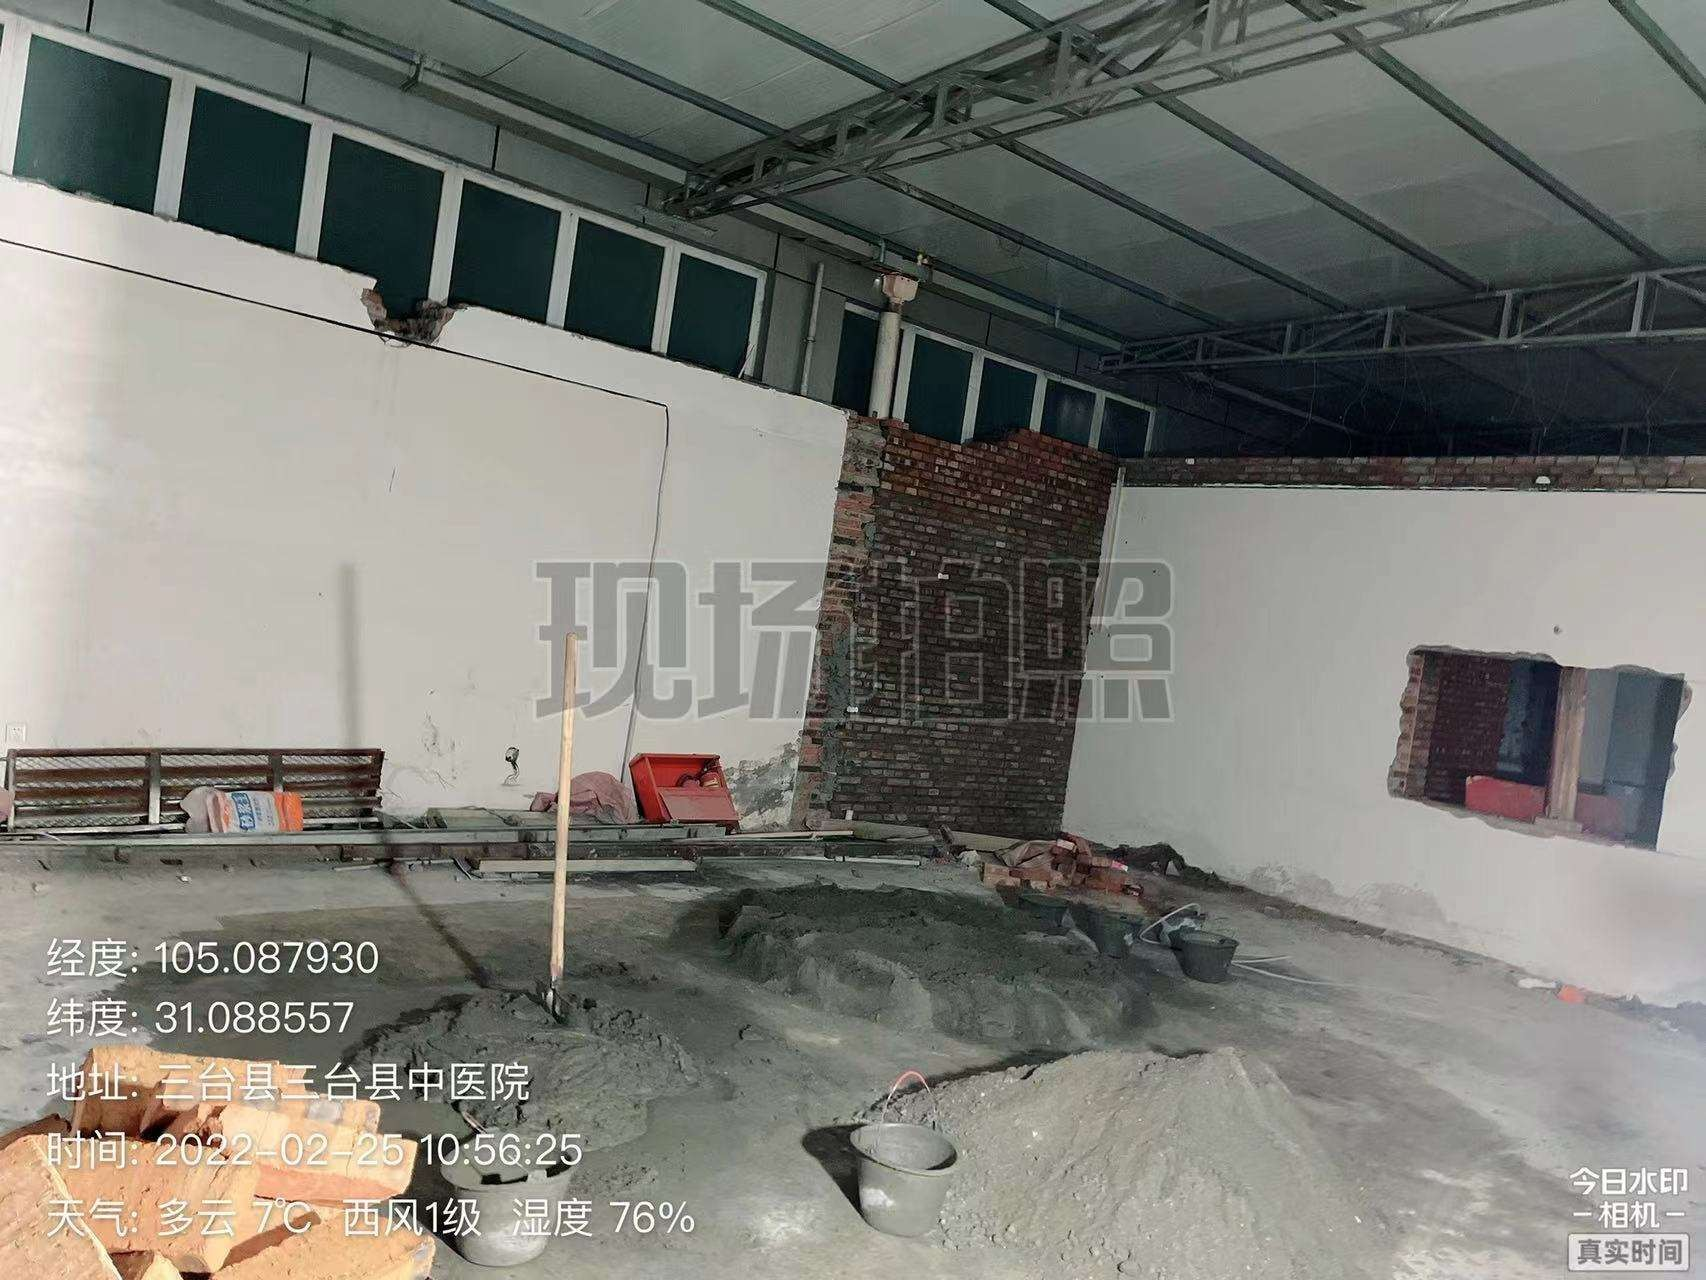 现场拍照
经度: 105.087930
纬度: 31.088557
地址: 三台县三台县中医院
时间: 2022-02-25 10:56:25
天气: 多云 7℃ 西风1级 湿度 76%
今日水印
-相机-
真实时间